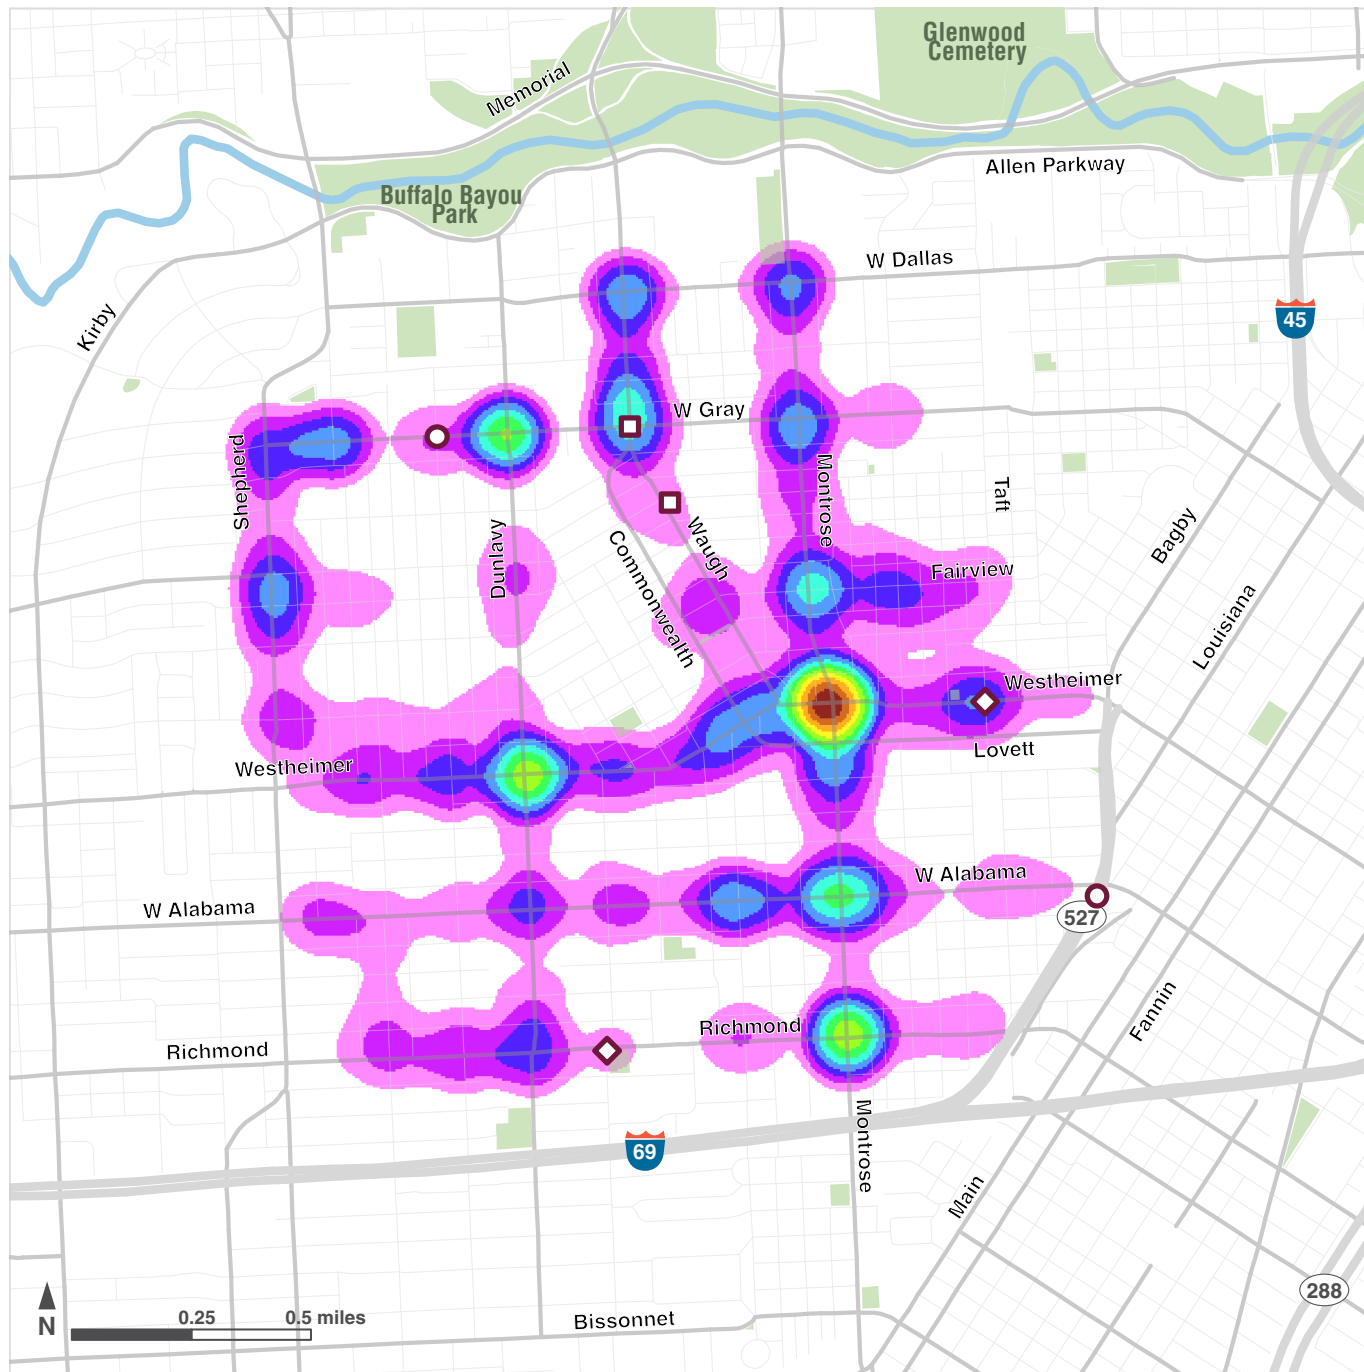 Glenwood
Cemetery
Memorial
Allen Parkway
Buffalo Bayou
Park
W Dallas
Kirby
45
W Gray
Shepherd
Montrose
Taft
Dunlavy
Waugh
Commonwealth
Bagby
Fairview
Louisiana
Westheimer
Lovett
Westheimer
W Alabama
W Alabama
527
Fannin
Richmond
Richmond
Montrose
69
Main
288
N
0.25
0.5 miles
Bissonnet